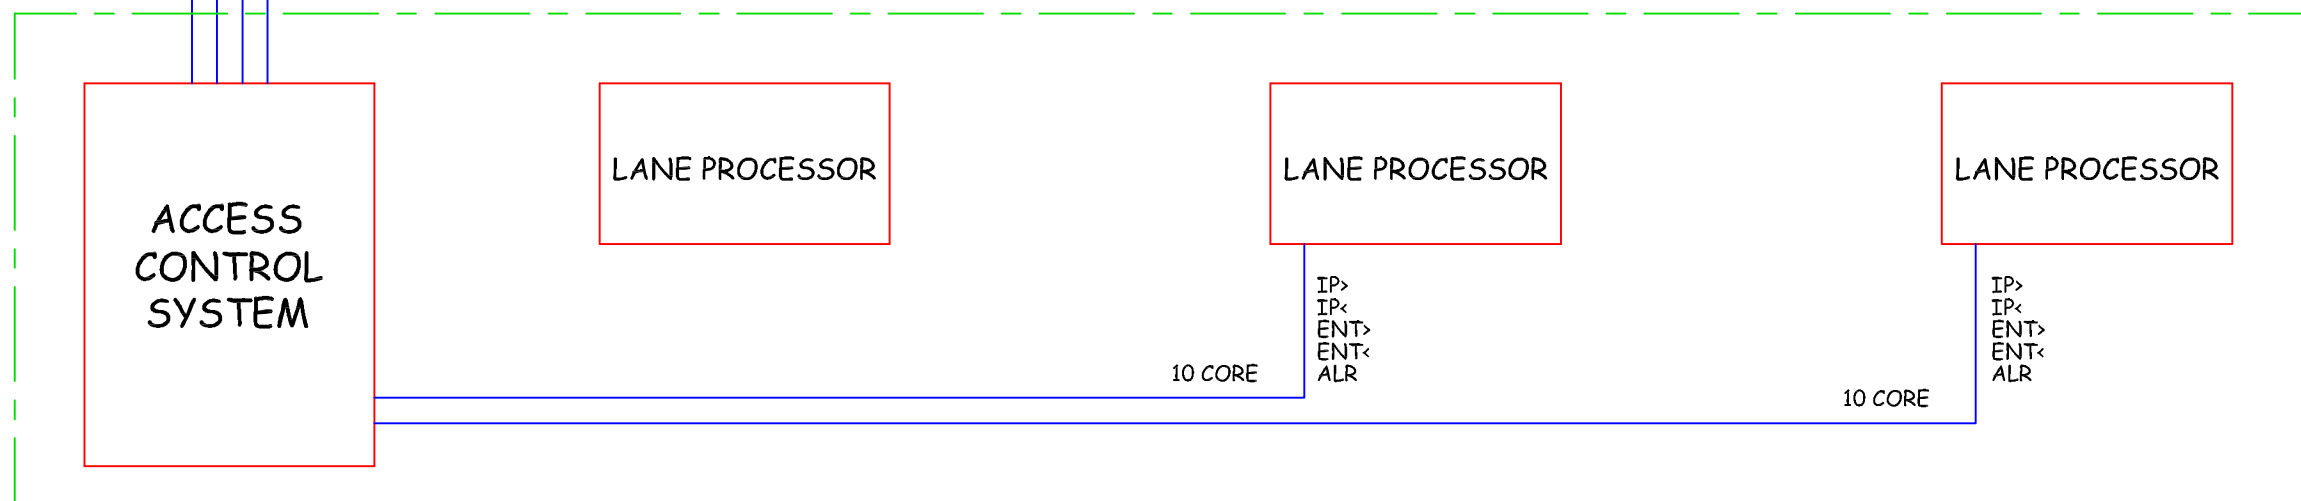 ACCESS
CONTROL
SYSTEM
LANE PROCESSOR
LANE PROCESSOR
LANE PROCESSOR
IP>
IP<
ENT>
ENT<
ALR
10 CORE
IP>
IP<
ENT>
ENT<
ALR
10 CORE